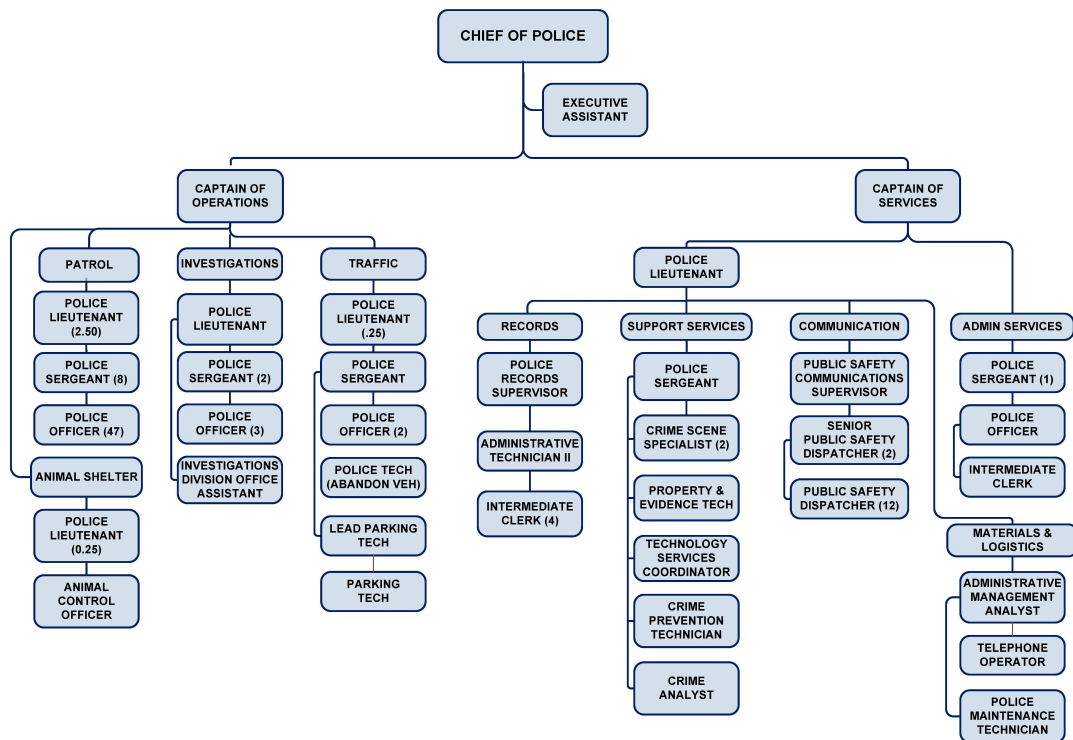 CHIEF OF POLICE
EXECUTIVE
ASSISTANT
CAPTAIN OF
OPERATIONS
CAPTAIN OF
SERVICES
PATROL
POLICE
LIEUTENANT
(2.50)
POLICE
SERGEANT (8)
POLICE
OFFICER (47)
ANIMAL SHELTER
POLICE
LIEUTENANT
(0.25)
ANIMAL
CONTROL
OFFICER
INVESTIGATIONS
POLICE
LIEUTENANT
POLICE
SERGEANT (2)
POLICE
OFFICER (3)
INVESTIGATIONS
DIVISION OFFICE
ASSISTANT
TRAFFIC
POLICE
LIEUTENANT
(.25)
POLICE
SERGEANT
POLICE
OFFICER (2)
POLICE TECH
(ABANDON VEH)
LEAD PARKING
TECH
PARKING
TECH
POLICE
LIEUTENANT
RECORDS
POLICE
RECORDS
SUPERVISOR
ADMINISTRATIVE
TECHNICIAN II
INTERMEDIATE
CLERK (4)
SUPPORT SERVICES
POLICE
SERGEANT
CRIME SCENE
SPECIALIST (2)
PROPERTY &
EVIDENCE TECH
TECHNOLOGY
SERVICES
COORDINATOR
CRIME
PREVENTION
TECHNICIAN
CRIME
ANALYST
COMMUNICATION
PUBLIC SAFETY
COMMUNICATIONS
SUPERVISOR
SENIOR
PUBLIC SAFETY
DISPATCHER (2)
PUBLIC SAFETY
DISPATCHER (12)
ADMIN SERVICES
POLICE
SERGEANT (1)
POLICE
OFFICER
INTERMEDIATE
CLERK
MATERIALS &
LOGISTICS
ADMINISTRATIVE
MANAGEMENT
ANALYST
TELEPHONE
OPERATOR
POLICE
MAINTENANCE
TECHNICIAN